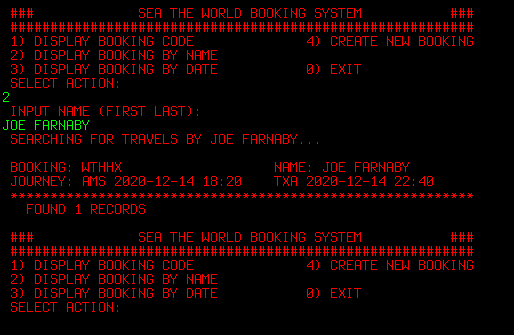 ### SEA THE WORLD BOOKING SYSTEM ###
##########################################################
1) DISPLAY BOOKING CODE 4) CREATE NEW BOOKING
2) DISPLAY BOOKING BY NAME
3) DISPLAY BOOKING BY DATE 0) EXIT
SELECT ACTION:
2
INPUT NAME (FIRST LAST):
JOE FARNABY
SEARCHING FOR TRAVELS BY JOE FARNABY...
BOOKING: WTHHX NAME: JOE FARNABY
JOURNEY: AMS 2020-12-14 18:20 TXA 2020-12-14 22:40
**********************************************************
FOUND 1 RECORDS
### SEA THE WORLD BOOKING SYSTEM ###
##########################################################
1) DISPLAY BOOKING CODE 4) CREATE NEW BOOKING
2) DISPLAY BOOKING BY NAME
3) DISPLAY BOOKING BY DATE 0) EXIT
SELECT ACTION: